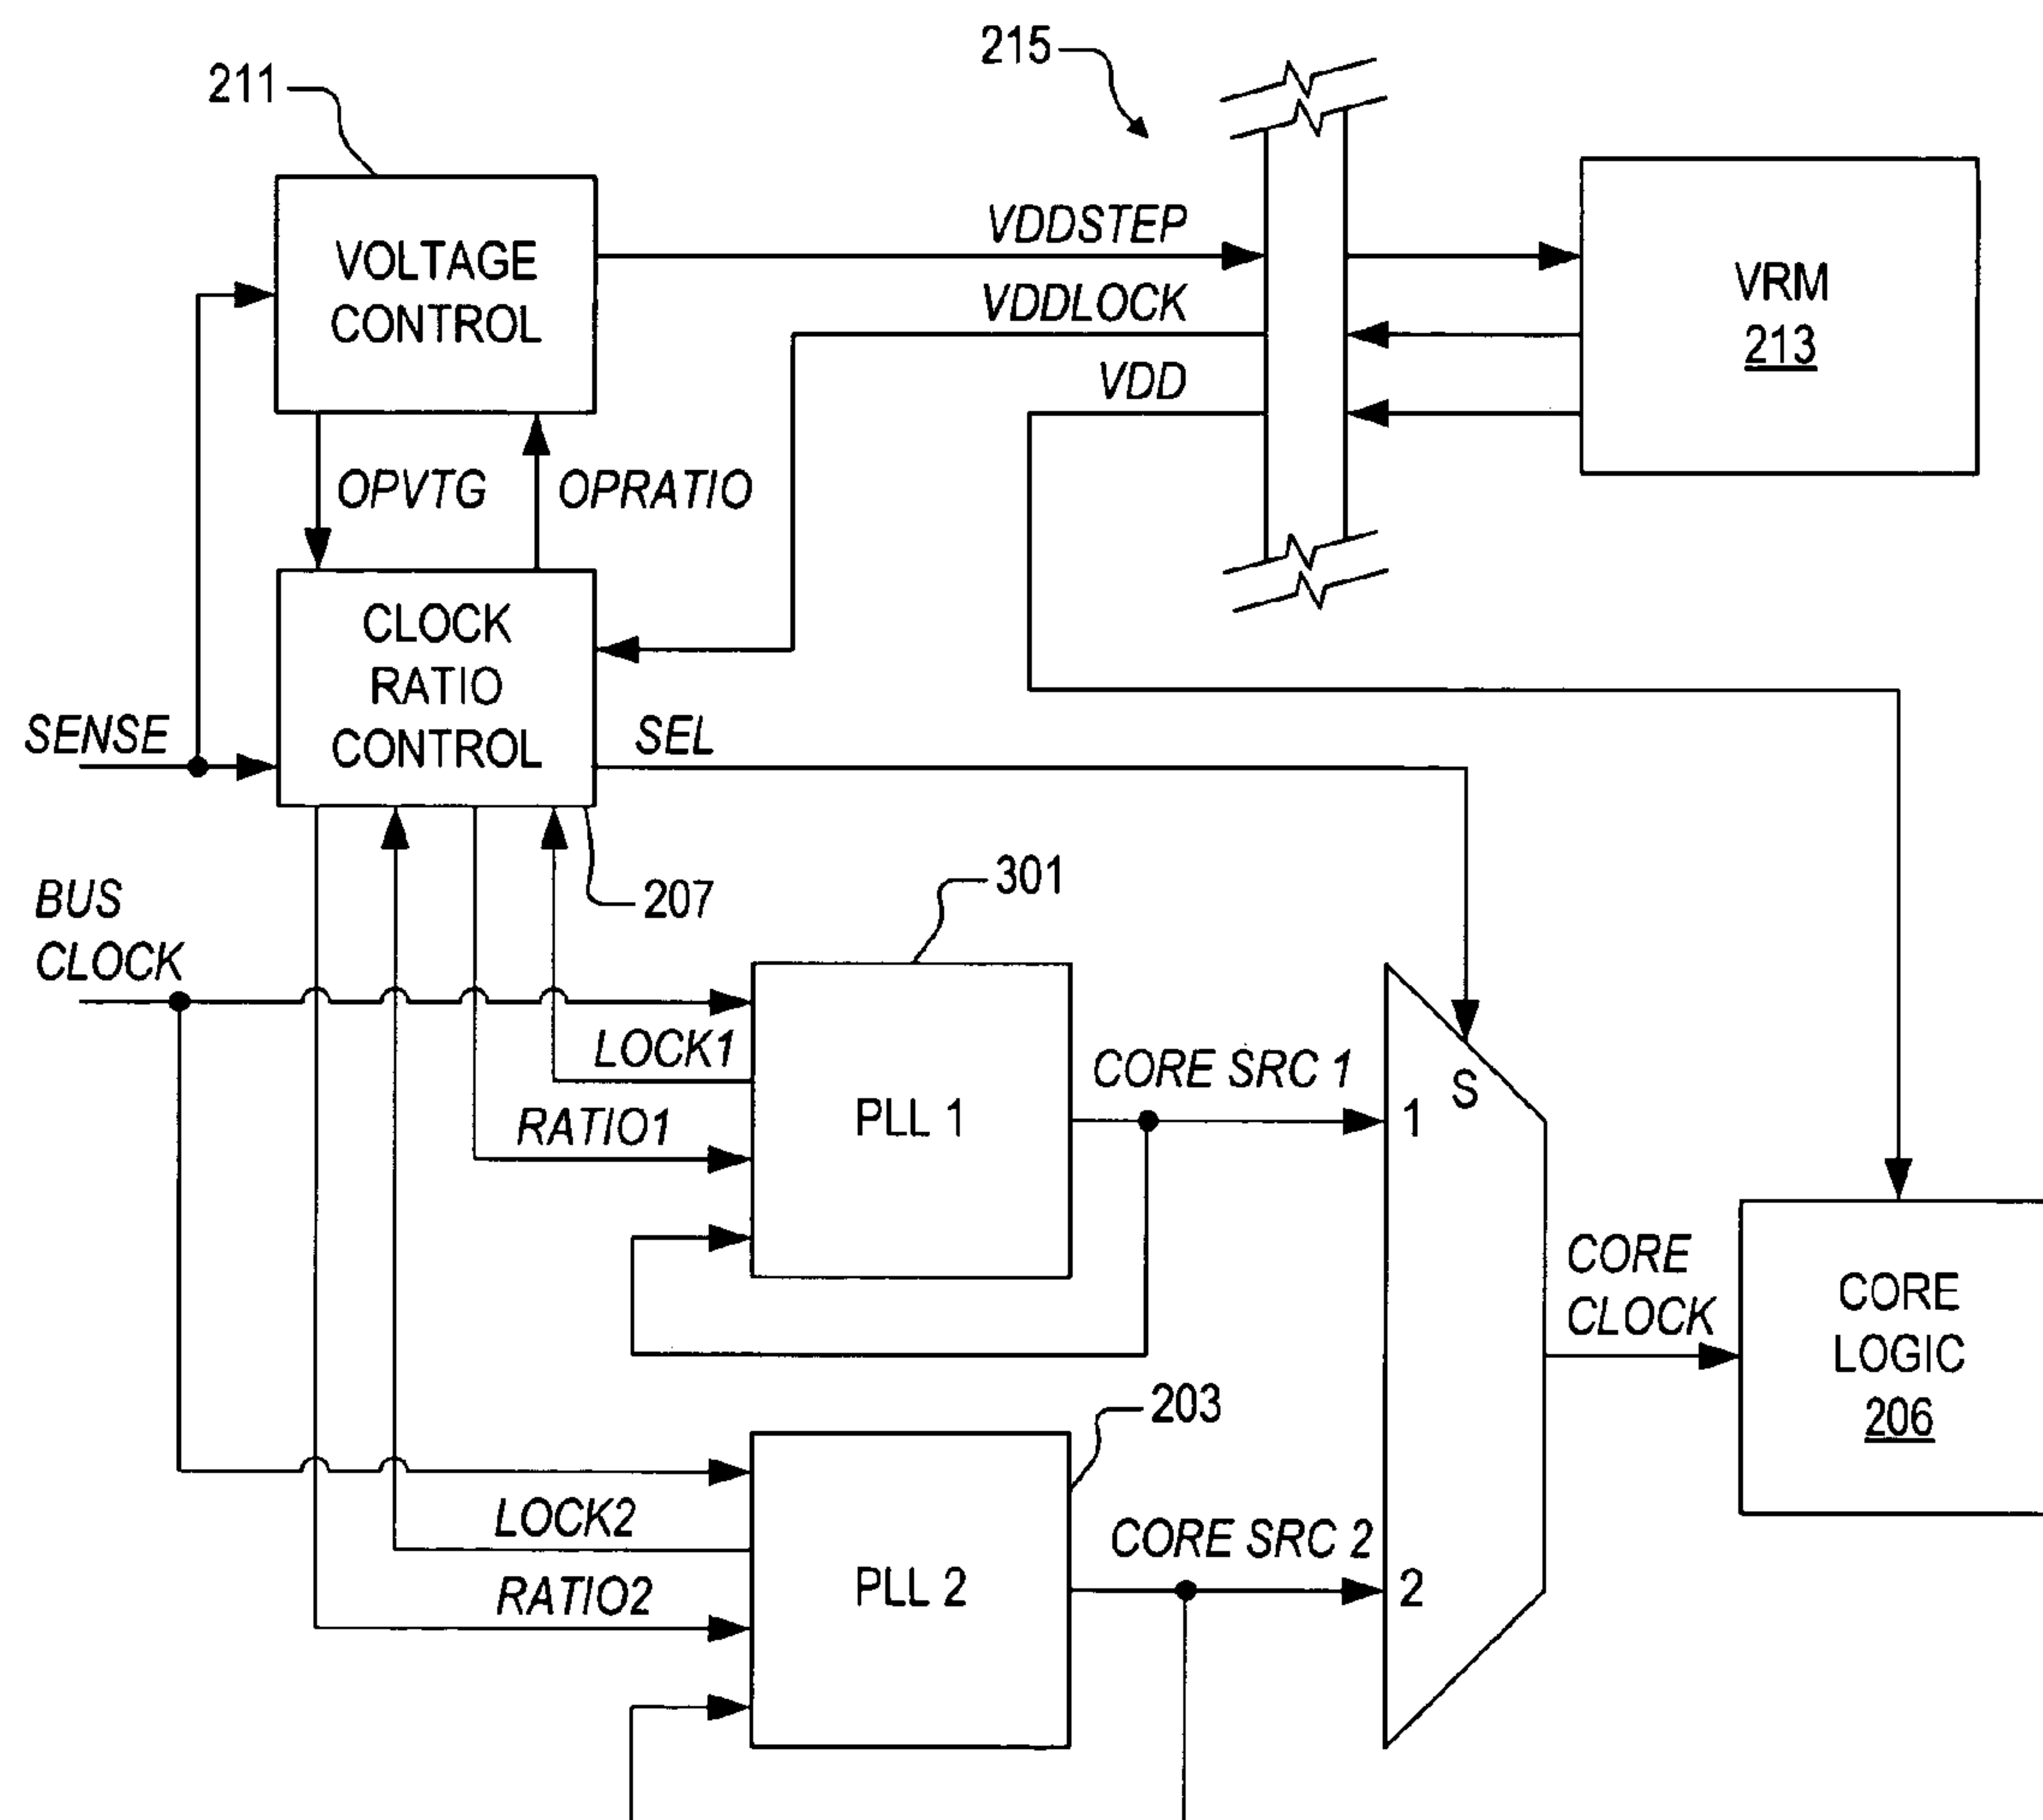 215
211
VOLTAGE
CONTROL
VDDSTEP
VDDLOCK
VDD
VRM
213
OPVTG
OPRATIO
CLOCK
RATIO
CONTROL
SENSE
SEL
207
BUS
CLOCK
301
LOCK1
RATIO1
PLL 1
CORE SRC 1
1
S
CORE
CLOCK
CORE
LOGIC
206
203
LOCK2
RATIO2
PLL 2
CORE SRC 2
2